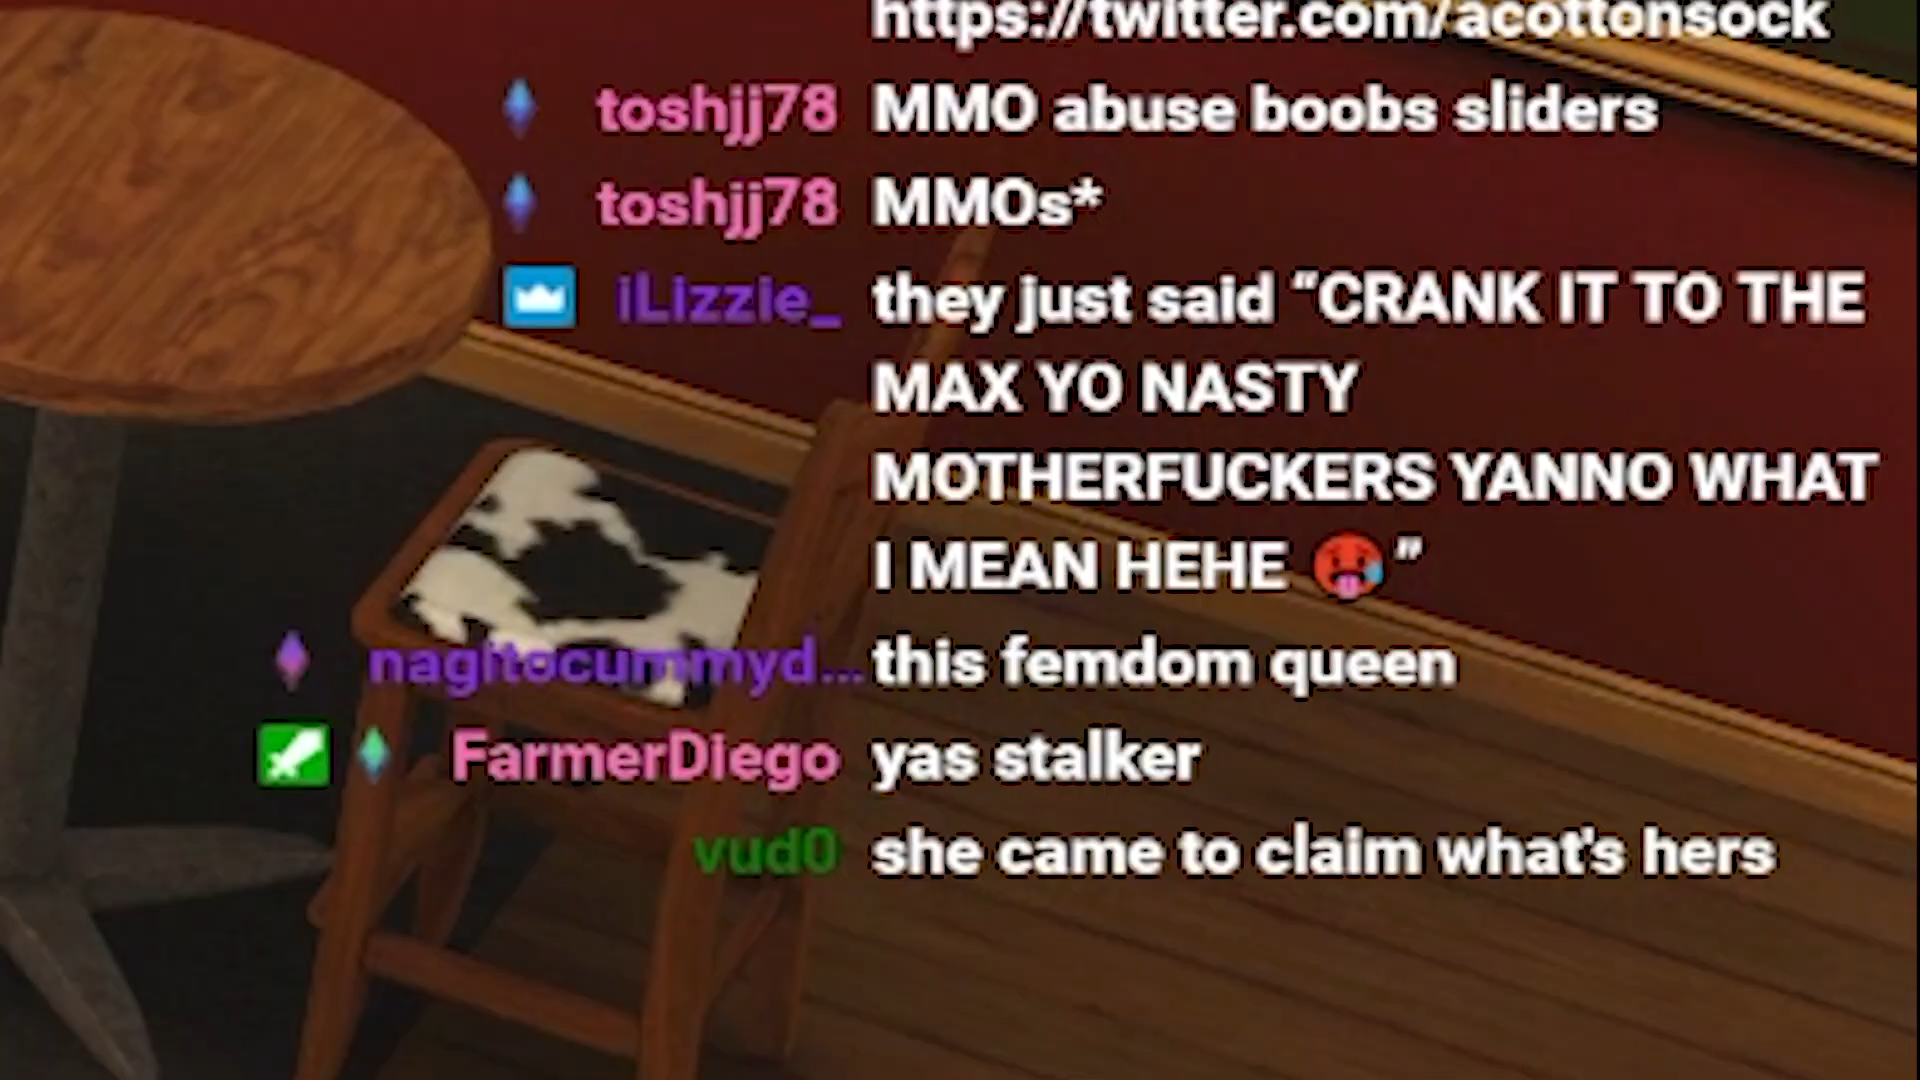 https://twitter.com/acottonsock
toshjj78 MMO abuse boobs sliders
toshjj78 MMOs*
iLizzie_ they just said “CRANK IT TO THE
MAX YO NASTY
MOTHERFUCKERS YANNO WHAT
I MEAN HEHE 🥵”
nagitocummyd... this femdom queen
FarmerDiego yas stalker
vud0 she came to claim what's hers